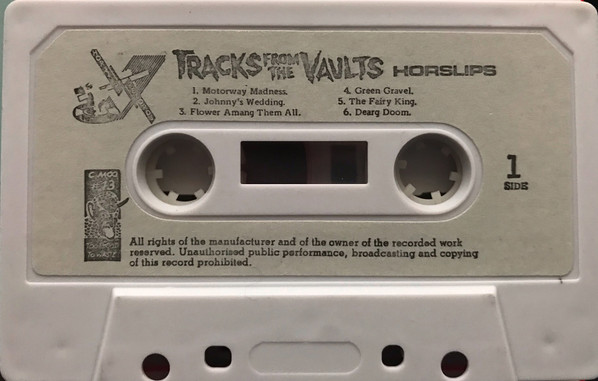 TRACKS FROM THE VAULTS HORSLIPS
1. Motorway Madness.
2. Johnny's Wedding.
3. Flower Amang Them All.
4. Green Gravel.
5. The Fairy King.
6. Dearg Doom.
1
SIDE
C MOO
013
All rights of the manufacturer and of the owner of the recorded work
reserved. Unauthorised public performance, broadcasting and copying
of this record prohibited.